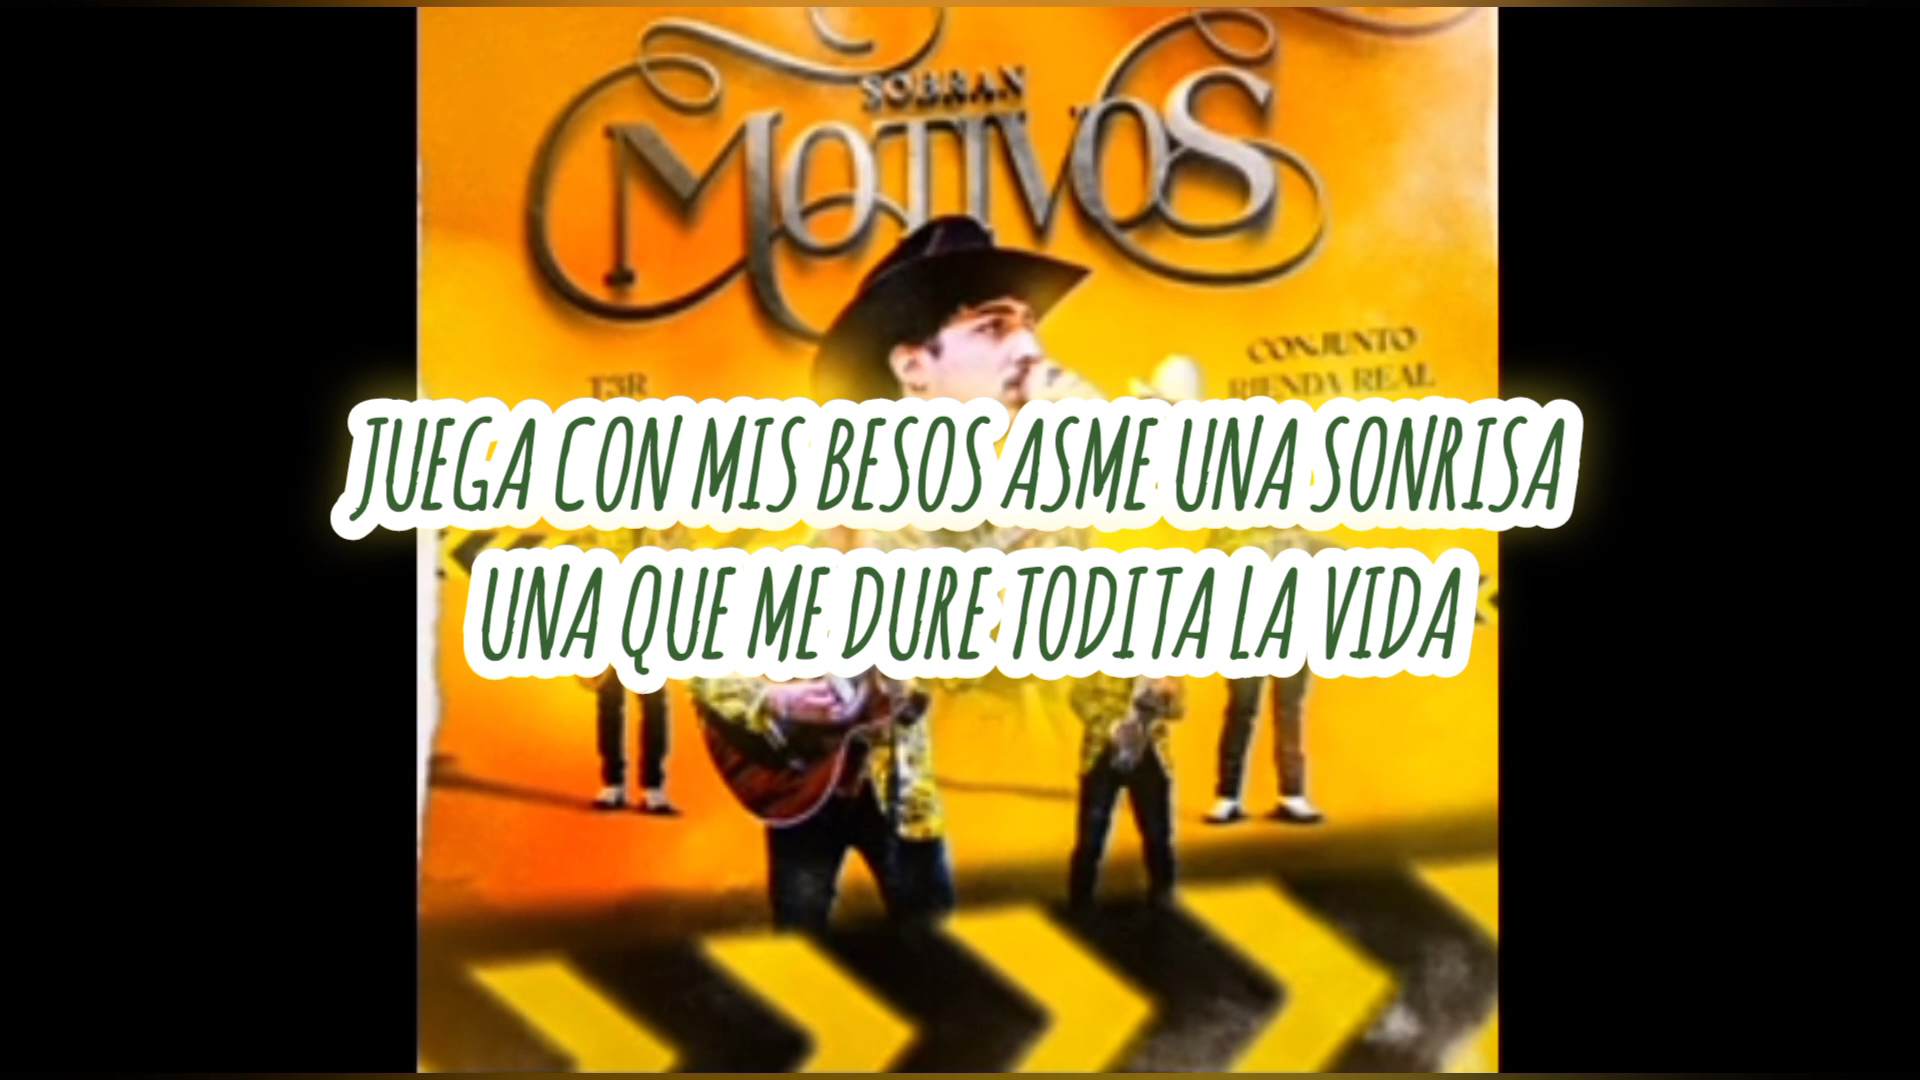 SOBRAN
MOTIVOS
T3R
CONJUNTO
RIENDA REAL
JUEGA CON MIS BESOS ASME UNA SONRISA
UNA QUE ME DURE TODITA LA VIDA